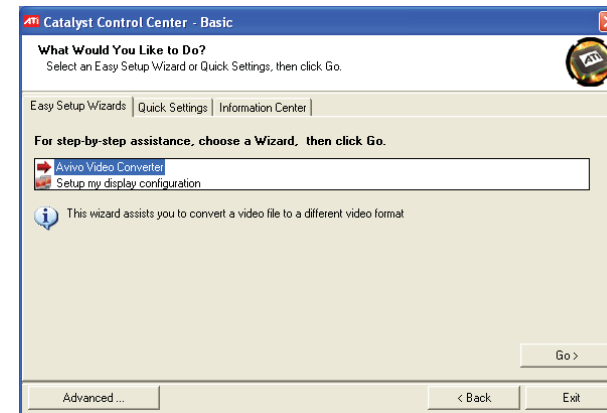 ATI Catalyst Control Center - Basic
What Would You Like to Do?
Select an Easy Setup Wizard or Quick Settings, then click Go.
ATI
Easy Setup Wizards Quick Settings Information Center
For step-by-step assistance, choose a Wizard, then click Go.
Avivo Video Converter
Setup my display configuration
This wizard assists you to convert a video file to a different video format
Go >
Advanced ... < Back Exit